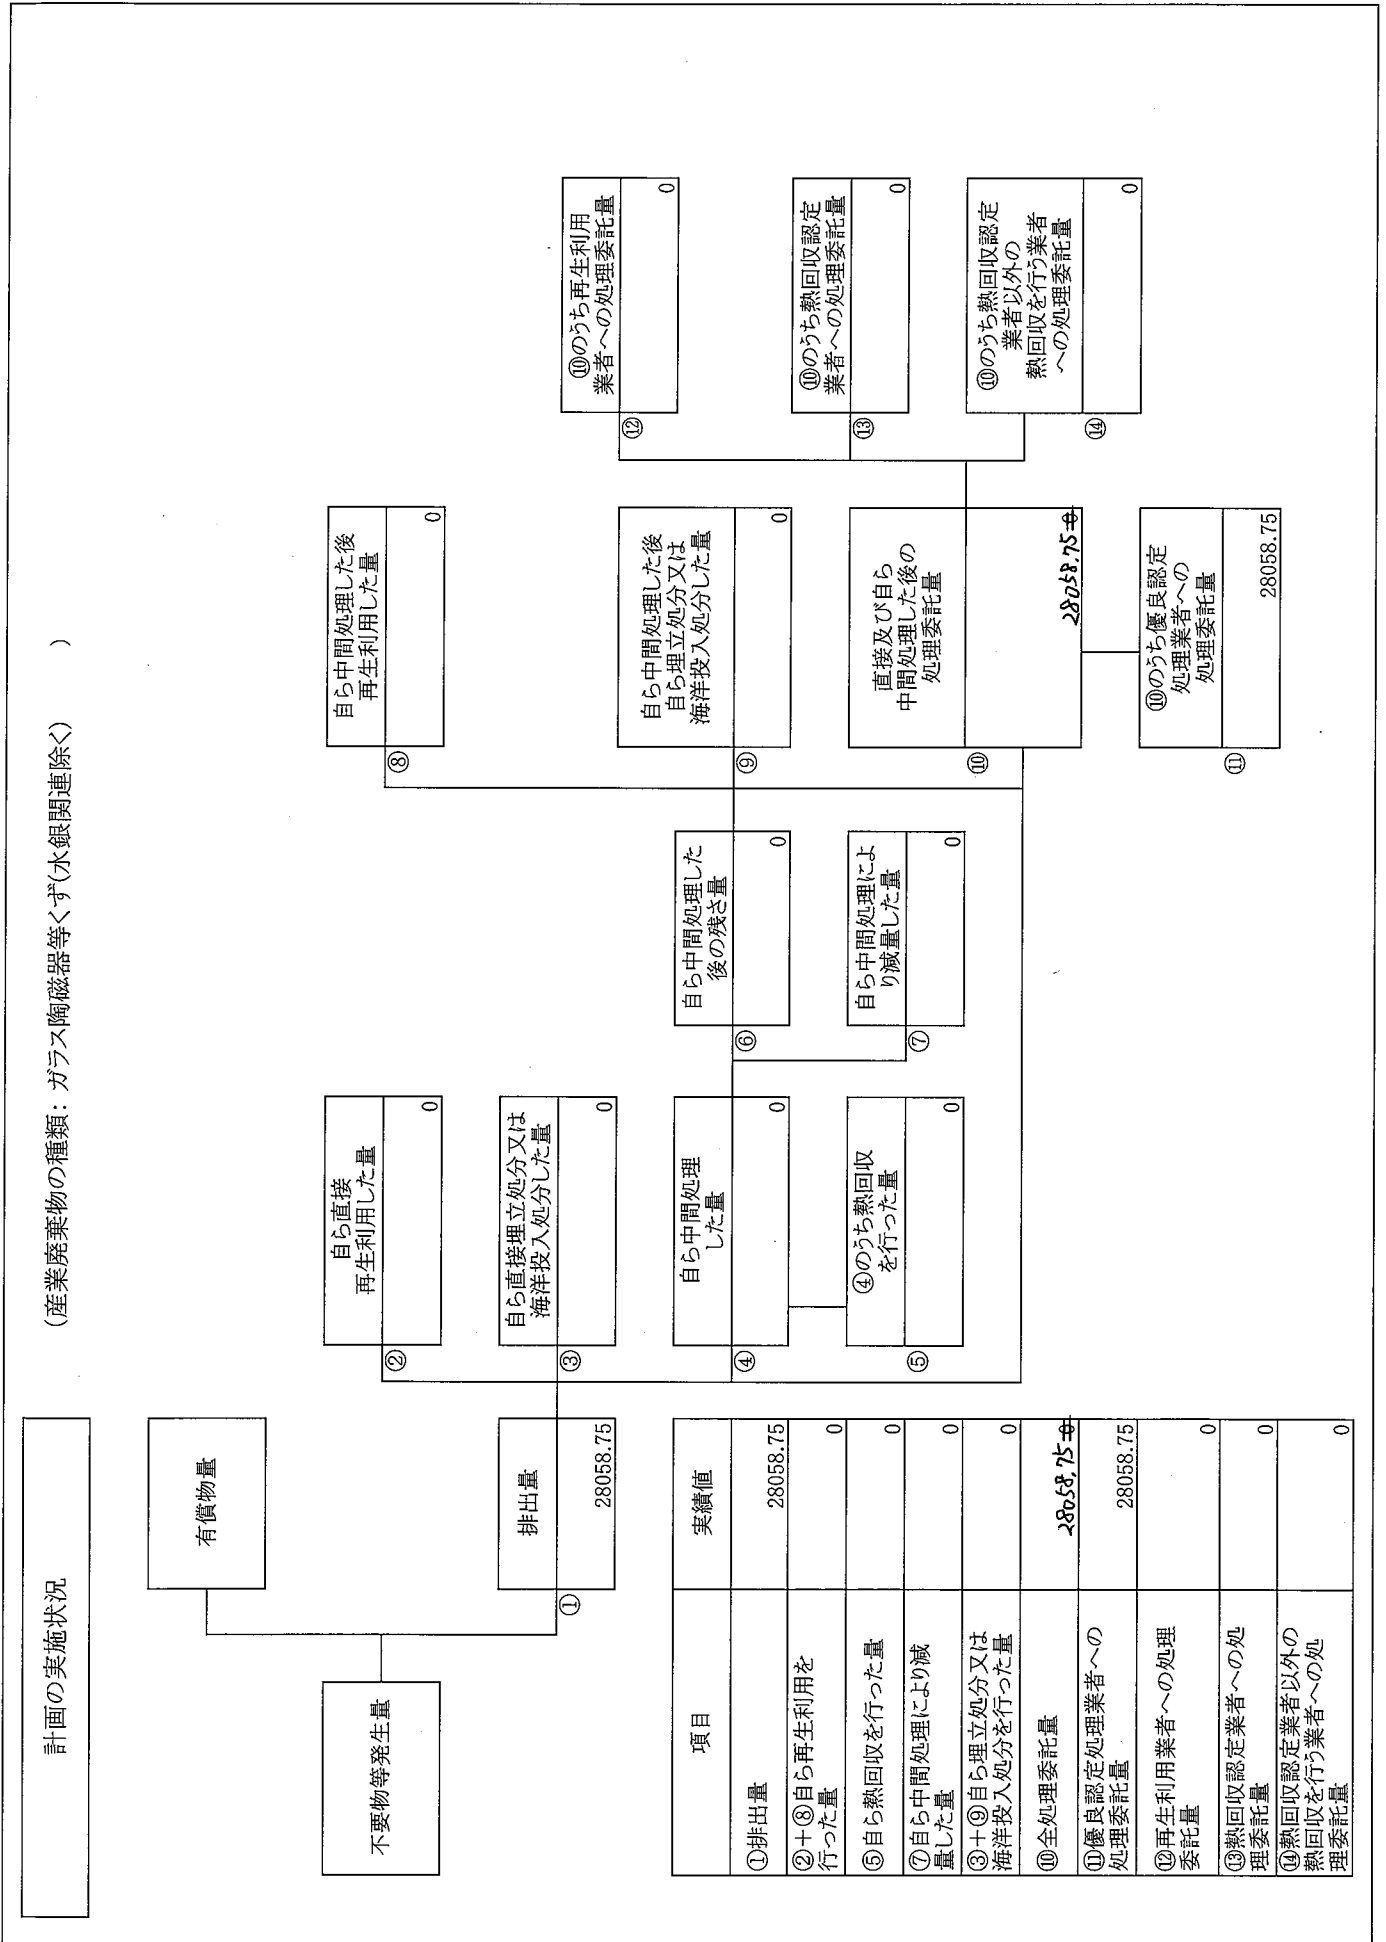 計画の実施状況
(産業廃棄物の種類：ガラス陶磁器等くず(水銀関連除く) )
不要物等発生量
有償物量
①
排出量
28058.75
②
自ら直接
再生利用した量
0
③
自ら直接埋立処分又は
海洋投入処分した量
0
④
自ら中間処理
した量
0
⑤
④のうち熱回収
を行った量
0
⑥
自ら中間処理した
後の残さ量
0
⑦
自ら中間処理によ
り減量した量
0
⑧
自ら中間処理した後
再生利用した量
0
⑨
自ら中間処理した後
自ら埋立処分又は
海洋投入処分した量
0
⑩
直接及び自ら
中間処理した後の
処理委託量
28058.75 0
⑪
⑩のうち優良認定
処理業者への
処理委託量
28058.75
⑫
⑩のうち再生利用
業者への処理委託量
0
⑬
⑩のうち熱回収認定
業者への処理委託量
0
⑭
⑩のうち熱回収認定
業者以外の
熱回収を行う業者
への処理委託量
0
項目 実績値
①排出量 28058.75
②+⑧自ら再生利用を
行った量 0
⑤自ら熱回収を行った量 0
⑦自ら中間処理により減
量した量 0
③+⑨自ら埋立処分又は
海洋投入処分を行った量 0
⑩全処理委託量 28058.75 0
⑪優良認定処理業者への
処理委託量 28058.75
⑫再生利用業者への処理
委託量 0
⑬熱回収認定業者への処
理委託量 0
⑭熱回収認定業者以外の
熱回収を行う業者への処
理委託量 0